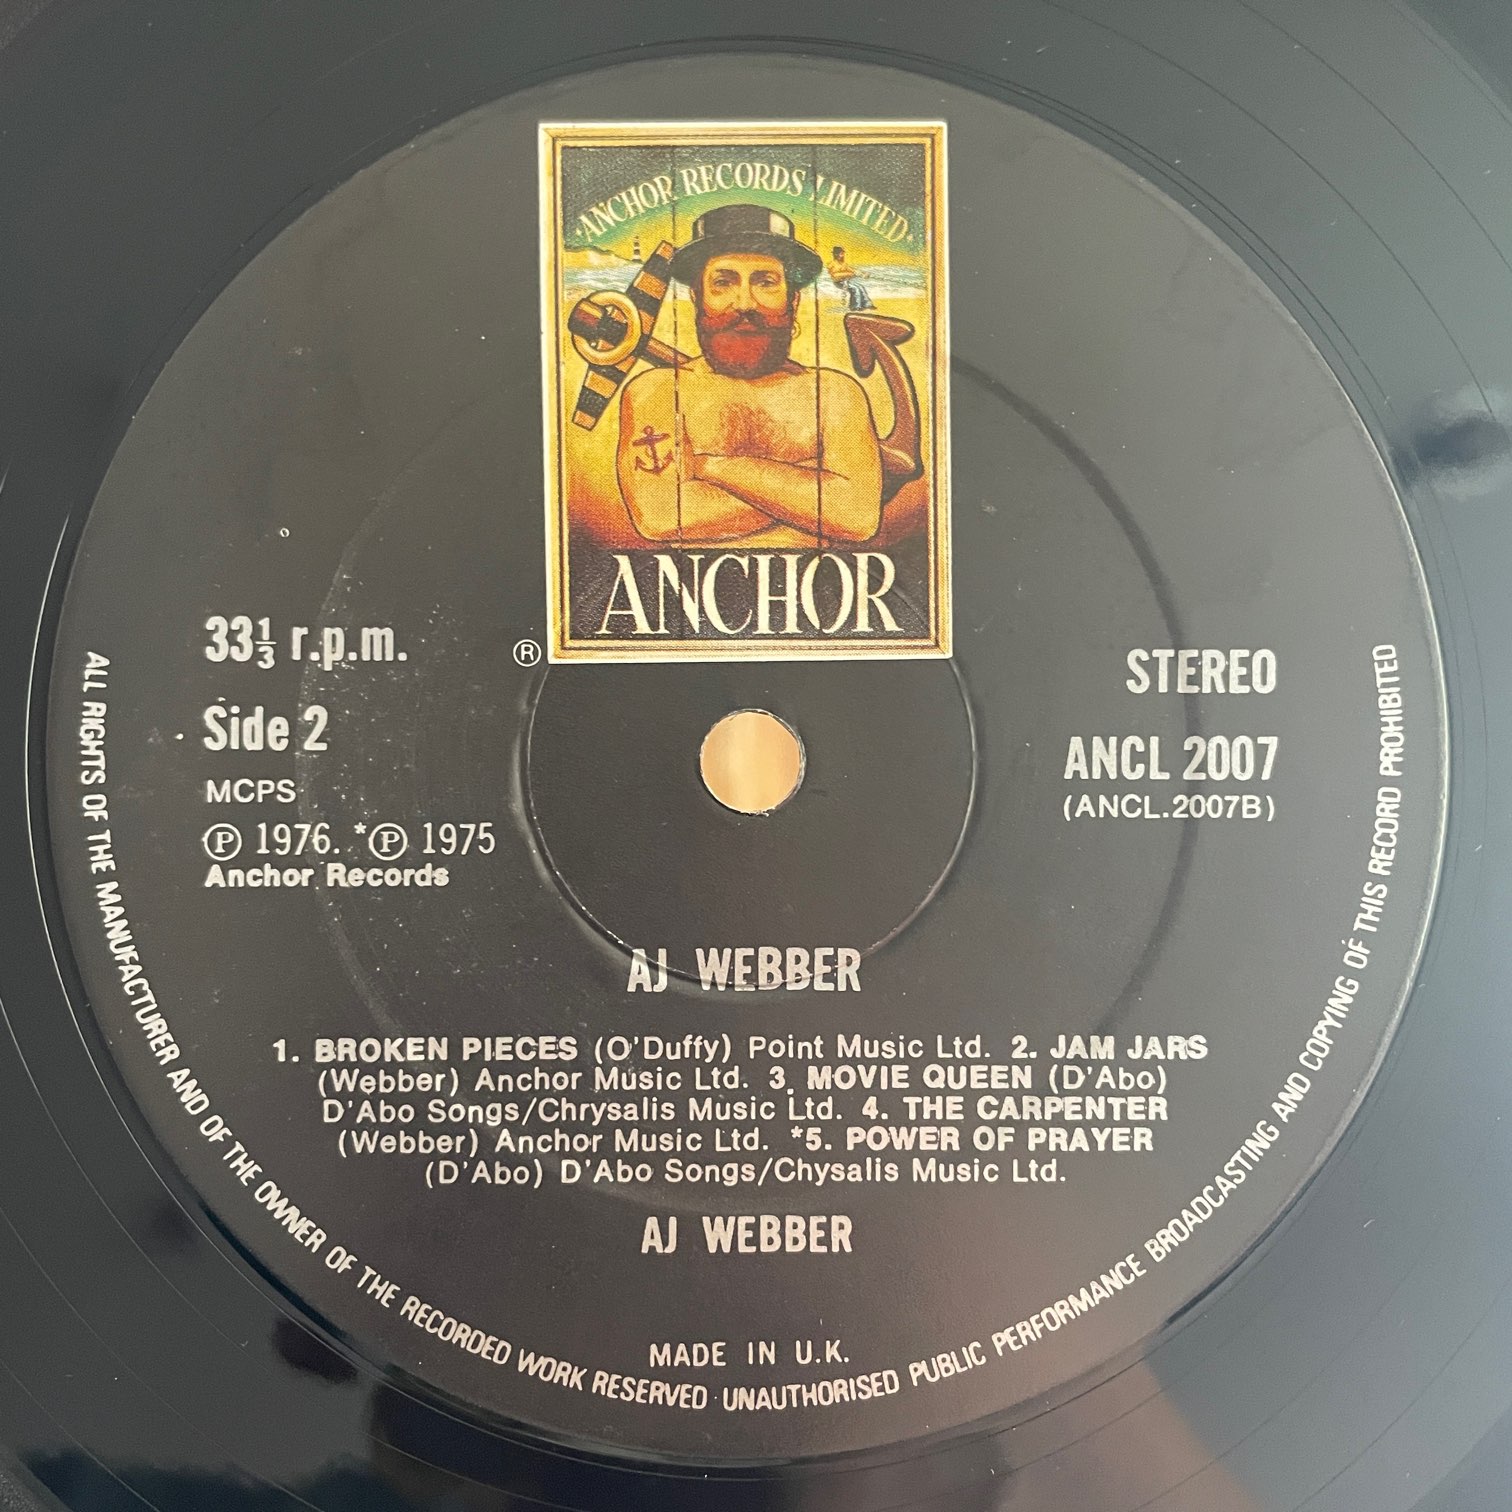 ·ANCHOR RECORDS LIMITED·
ANCHOR
®
33⅓ r.p.m.
Side 2
MCPS
℗ 1976. *℗ 1975
Anchor Records
STEREO
ANCL 2007
(ANCL.2007B)
AJ WEBBER
1. BROKEN PIECES (O'Duffy) Point Music Ltd. 2. JAM JARS
(Webber) Anchor Music Ltd. 3. MOVIE QUEEN (D'Abo)
D'Abo Songs/Chrysalis Music Ltd. 4. THE CARPENTER
(Webber) Anchor Music Ltd. *5. POWER OF PRAYER
(D'Abo) D'Abo Songs/Chysalis Music Ltd.
AJ WEBBER
MADE IN U.K.
ALL RIGHTS OF THE MANUFACTURER AND OF THE OWNER OF THE RECORDED WORK RESERVED · UNAUTHORISED PUBLIC PERFORMANCE BROADCASTING AND COPYING Of THIS RECORD PROHIBITED